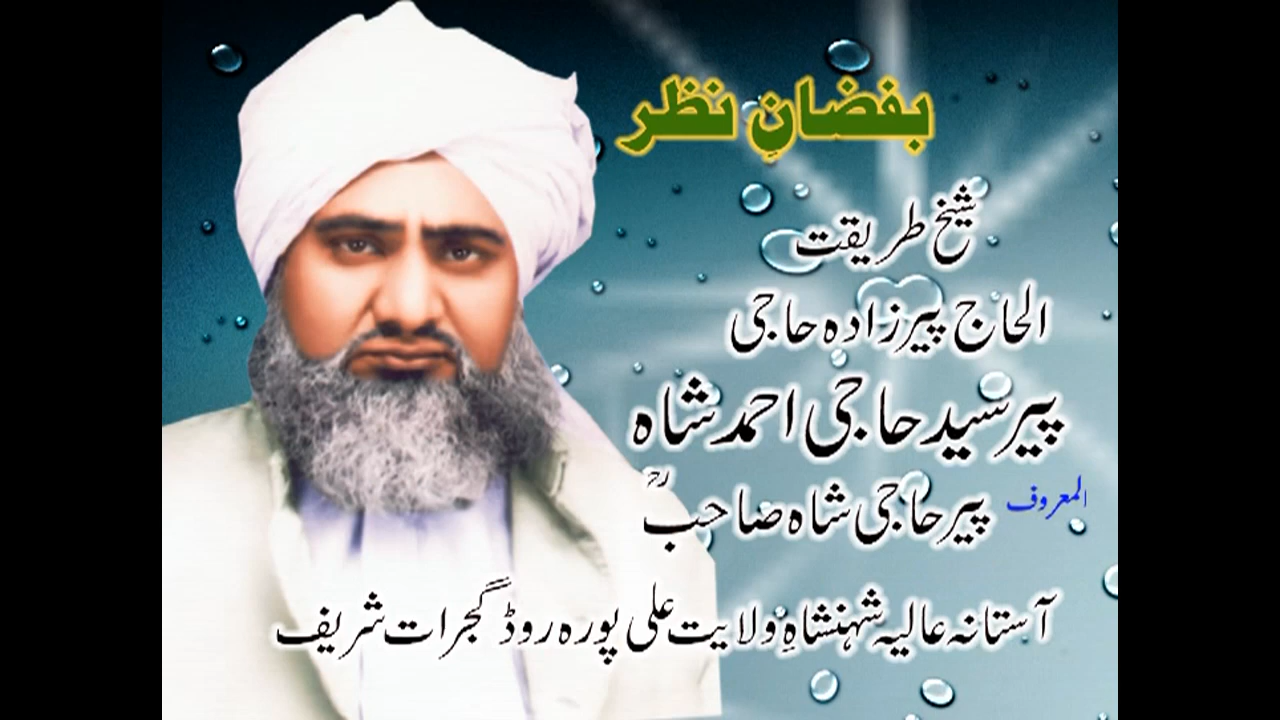 بفضانِ نظر
شیخ طریقت
الحاج پیرزادہ حاجی
پیر سید حاجی احمد شاہ
المعروف پیر حاجی شاہ صاحبؒ
آستانہ عالیہ شہنشاہِ ولایت علی پورہ روڈ گجرات شریف